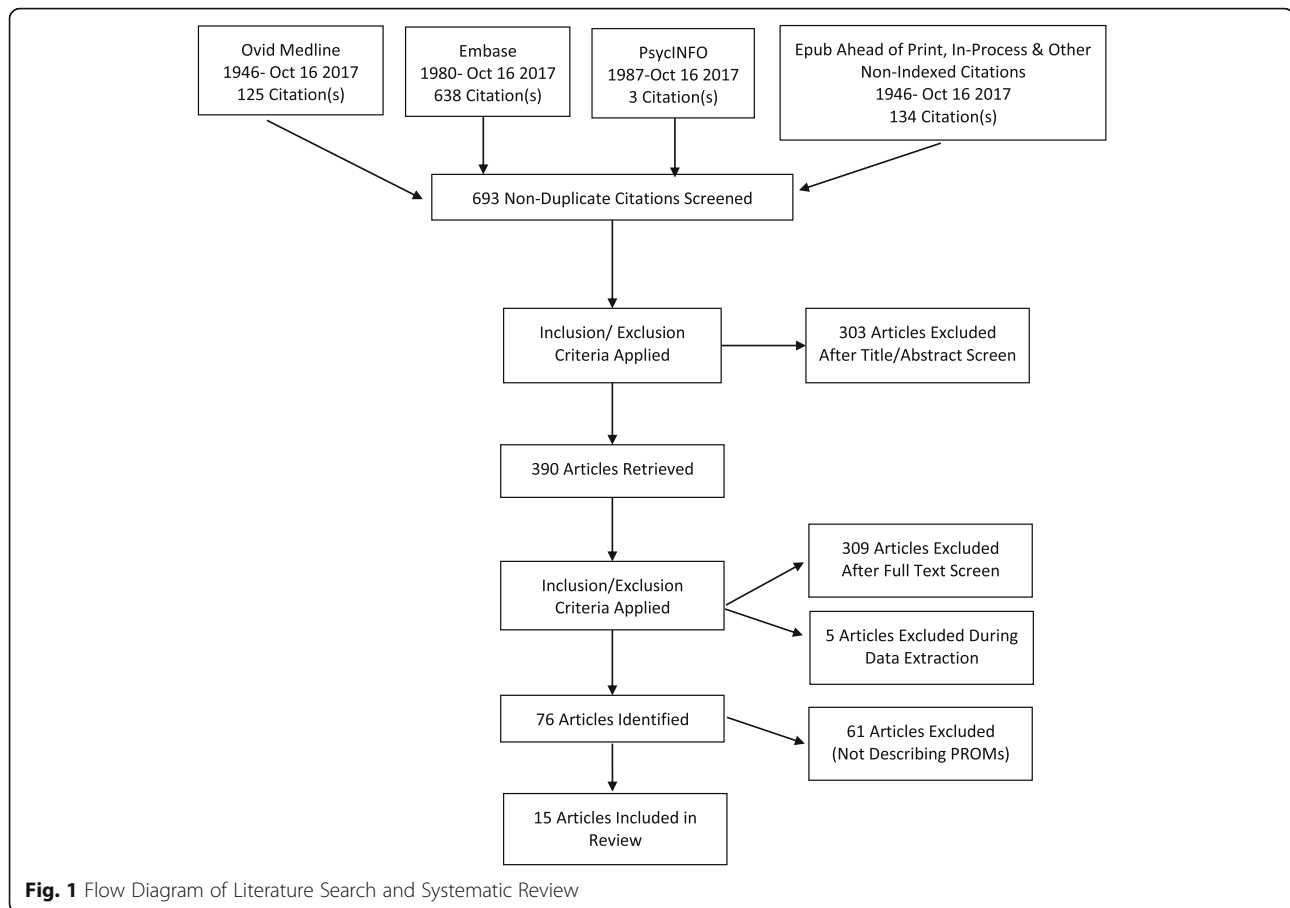 Ovid Medline
1946- Oct 16 2017
125 Citation(s)
Embase
1980- Oct 16 2017
638 Citation(s)
PsycINFO
1987-Oct 16 2017
3 Citation(s)
Epub Ahead of Print, In-Process & Other
Non-Indexed Citations
1946- Oct 16 2017
134 Citation(s)
693 Non-Duplicate Citations Screened
Inclusion/ Exclusion
Criteria Applied
303 Articles Excluded
After Title/Abstract Screen
390 Articles Retrieved
Inclusion/Exclusion
Criteria Applied
309 Articles Excluded
After Full Text Screen
5 Articles Excluded During
Data Extraction
76 Articles Identified
61 Articles Excluded
(Not Describing PROMs)
15 Articles Included in
Review
Fig. 1 Flow Diagram of Literature Search and Systematic Review